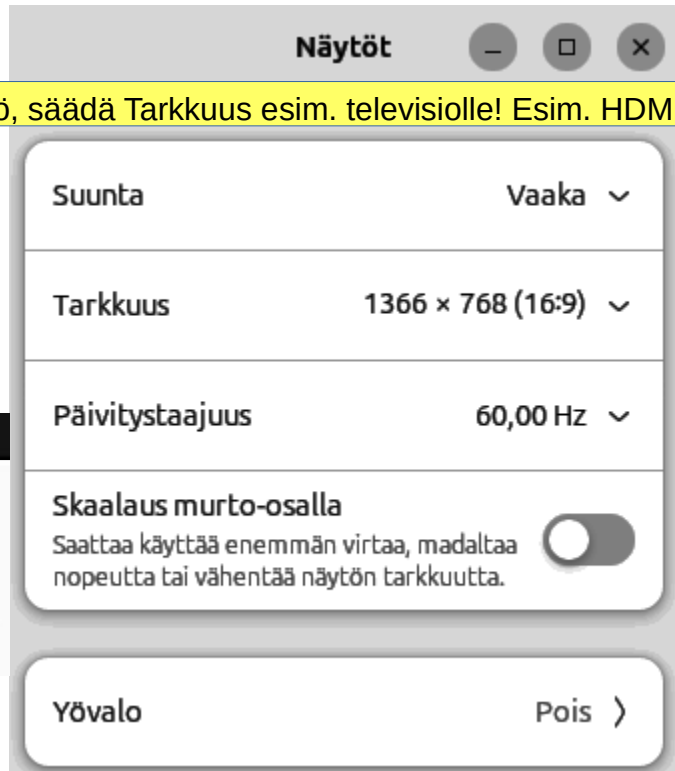 Näytöt
, säädä Tarkkuus esim. televisiolle! Esim. HDM
Suunta Vaaka
Tarkkuus 1366 × 768 (16:9)
Päivitystaajuus 60,00 Hz
Skaalaus murto-osalla
Saattaa käyttää enemmän virtaa, madaltaa
nopeutta tai vähentää näytön tarkkuutta.
Yövalo Pois